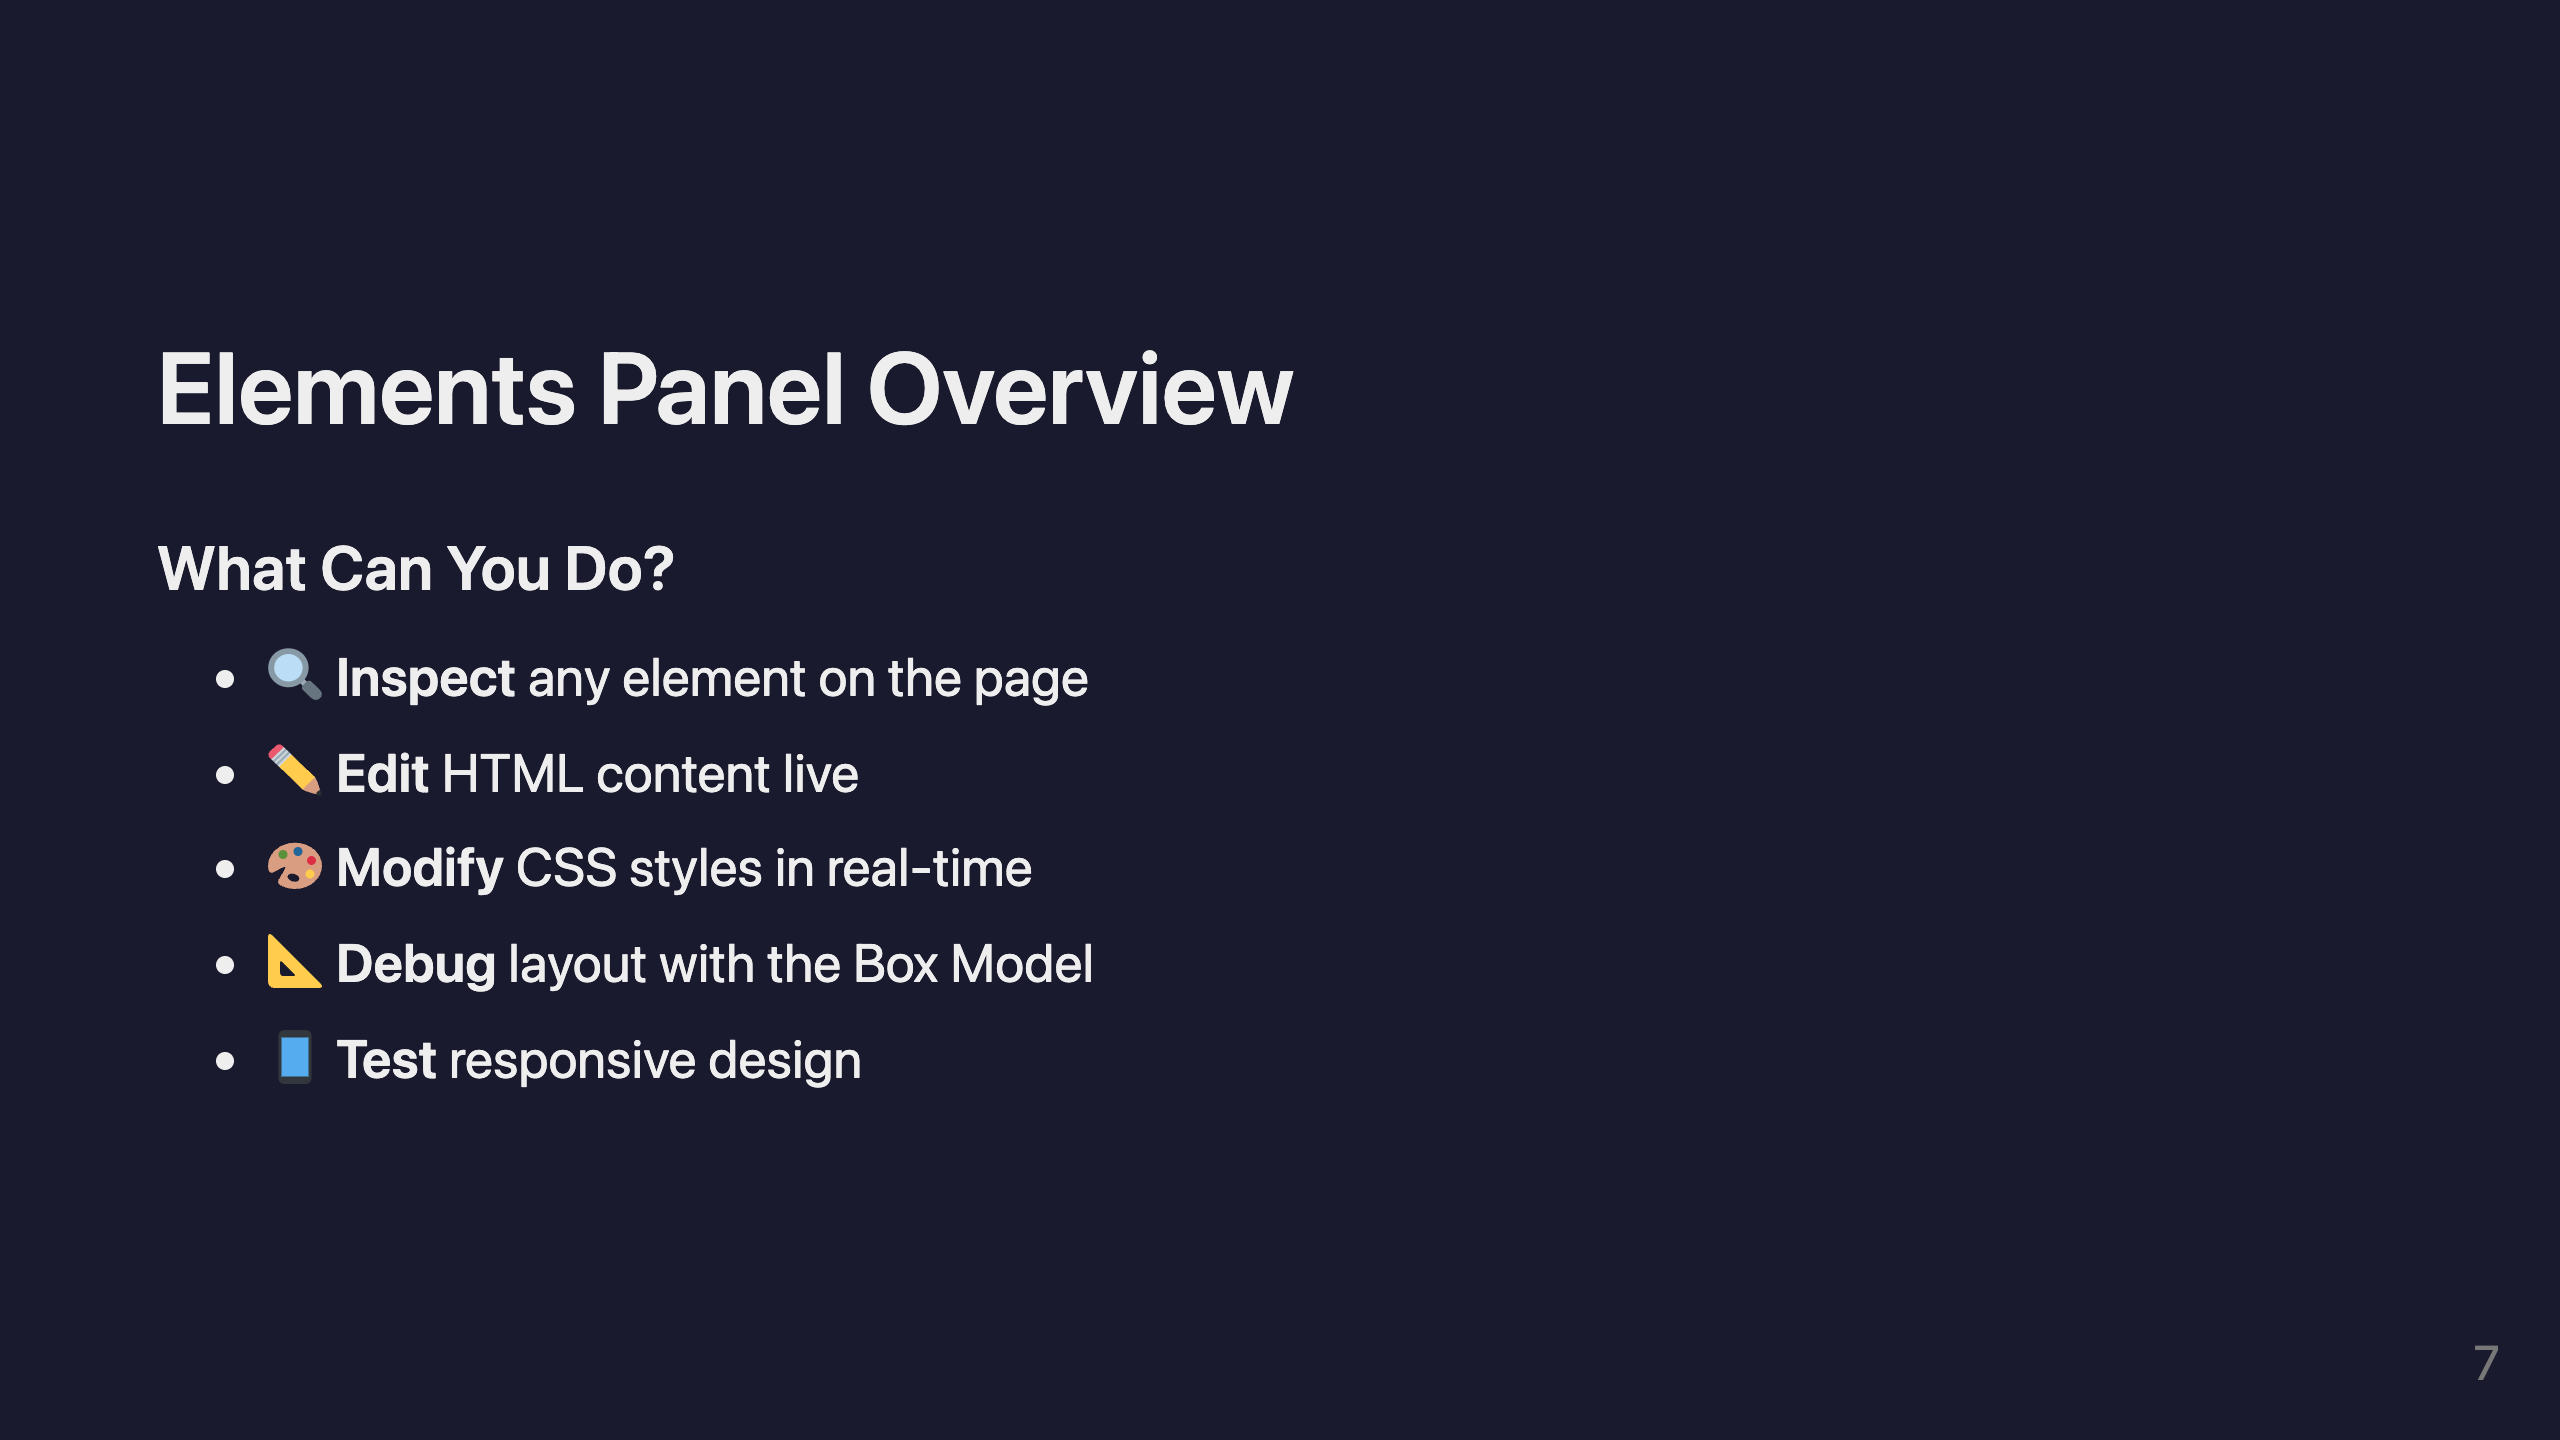 Elements Panel Overview
What Can You Do?
• 🔍 Inspect any element on the page
• ✏️ Edit HTML content live
• 🎨 Modify CSS styles in real-time
• 📐 Debug layout with the Box Model
• 📱 Test responsive design
7